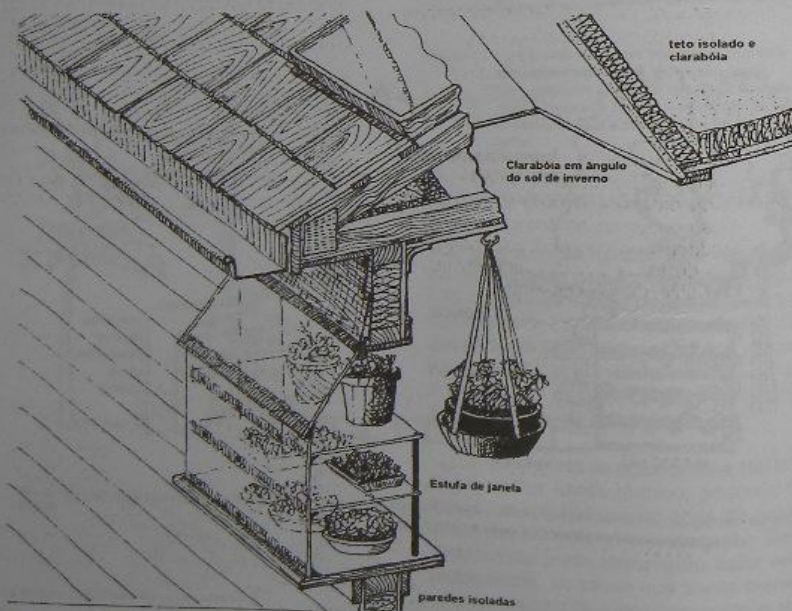 teto isolado e
clarabóia
Clarabóia em ângulo
do sol de inverno
Estufa de janela
paredes isoladas